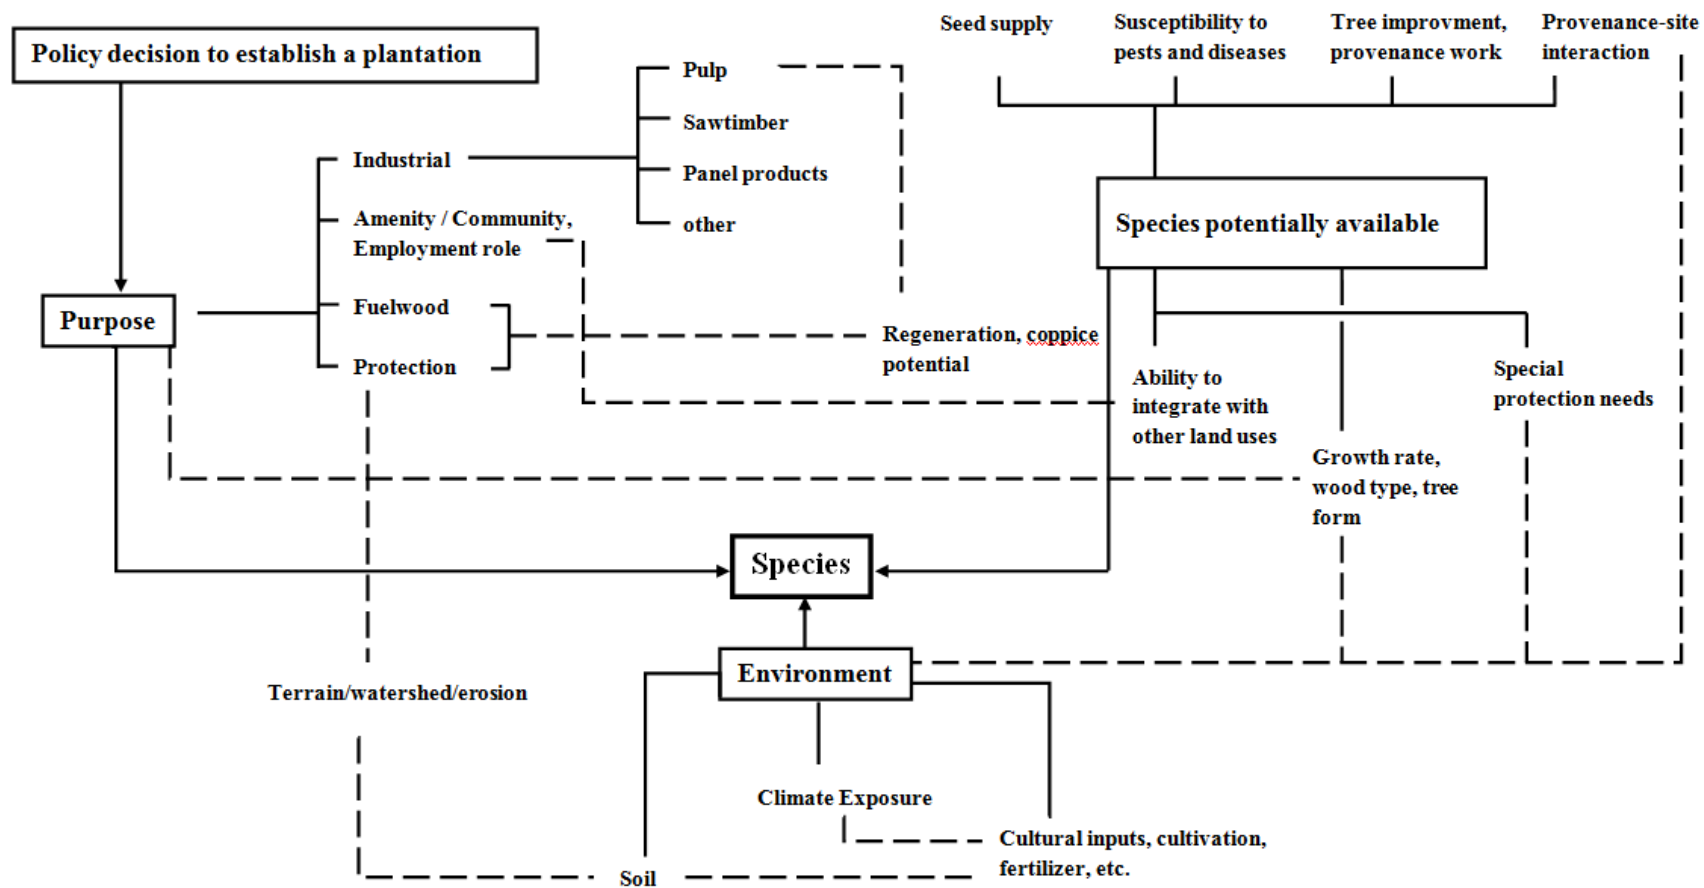 Policy decision to establish a plantation
Seed supply
Susceptibility to
pests and diseases
Tree improvment,
provenance work
Provenance-site
interaction
Pulp
Sawtimber
Panel products
other
Industrial
Amenity / Community,
Employment role
Fuelwood
Protection
Purpose
Species potentially available
Regeneration, coppice
potential
Ability to
integrate with
other land uses
Special
protection needs
Growth rate,
wood type, tree
form
Species
Environment
Terrain/watershed/erosion
Climate Exposure
Cultural inputs, cultivation,
fertilizer, etc.
Soil